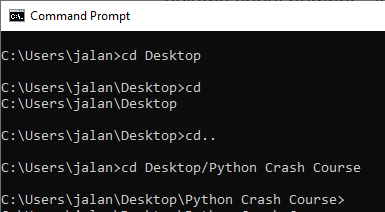 Command Prompt
C:\Users\jalan>cd Desktop
C:\Users\jalan\Desktop>cd
C:\Users\jalan\Desktop
C:\Users\jalan\Desktop>cd..
C:\Users\jalan>cd Desktop/Python Crash Course
C:\Users\jalan\Desktop\Python Crash Course>